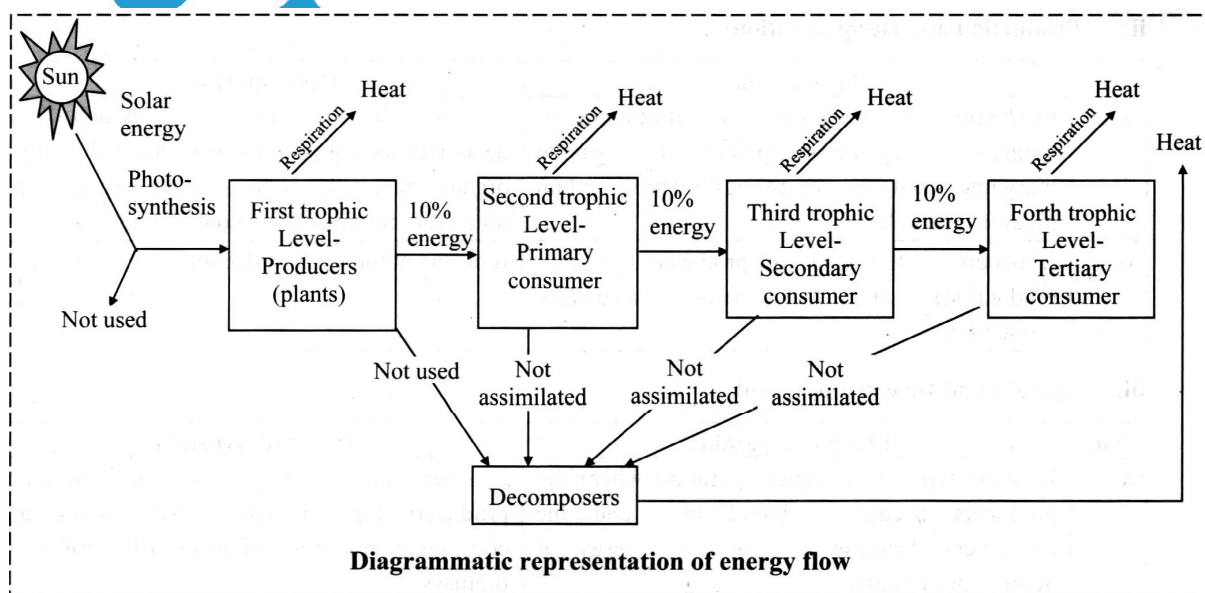 Sun
Solar
energy
Photo-
synthesis
Not used
Respiration
Heat
Respiration
Heat
Respiration
Heat
Respiration
Heat
Heat
First trophic
Level-
Producers
(plants)
10%
energy
Second trophic
Level-
Primary
consumer
10%
energy
Third trophic
Level-
Secondary
consumer
10%
energy
Forth trophic
Level-
Tertiary
consumer
Not used
Not
assimilated
Not
assimilated
Not
assimilated
Decomposers
Diagrammatic representation of energy flow